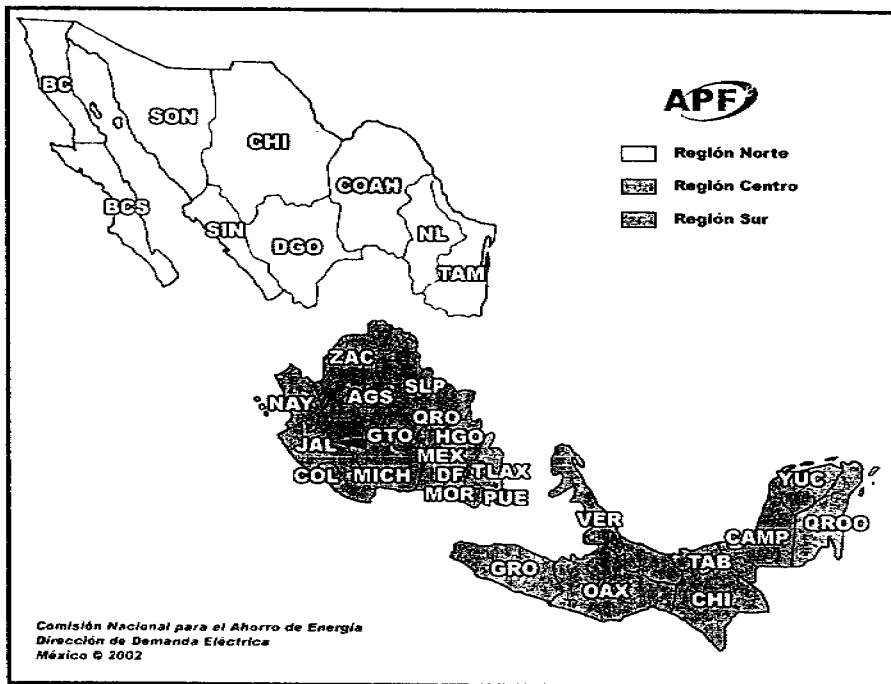 BC
SON
CHI
COAH
BCS
SIN
DGO
NL
TAM
APF
Región Norte
Región Centro
Región Sur
ZAC
NAY
AGS
SLP
QRO
JAL
GTO
HGO
MEX
COL
MICH
DF
TLAX
MOR
PUE
VER
YUC
CAMP
QROO
GRO
OAX
TAB
CHI
Comisión Nacional para el Ahorro de Energía
Dirección de Demanda Eléctrica
México © 2002